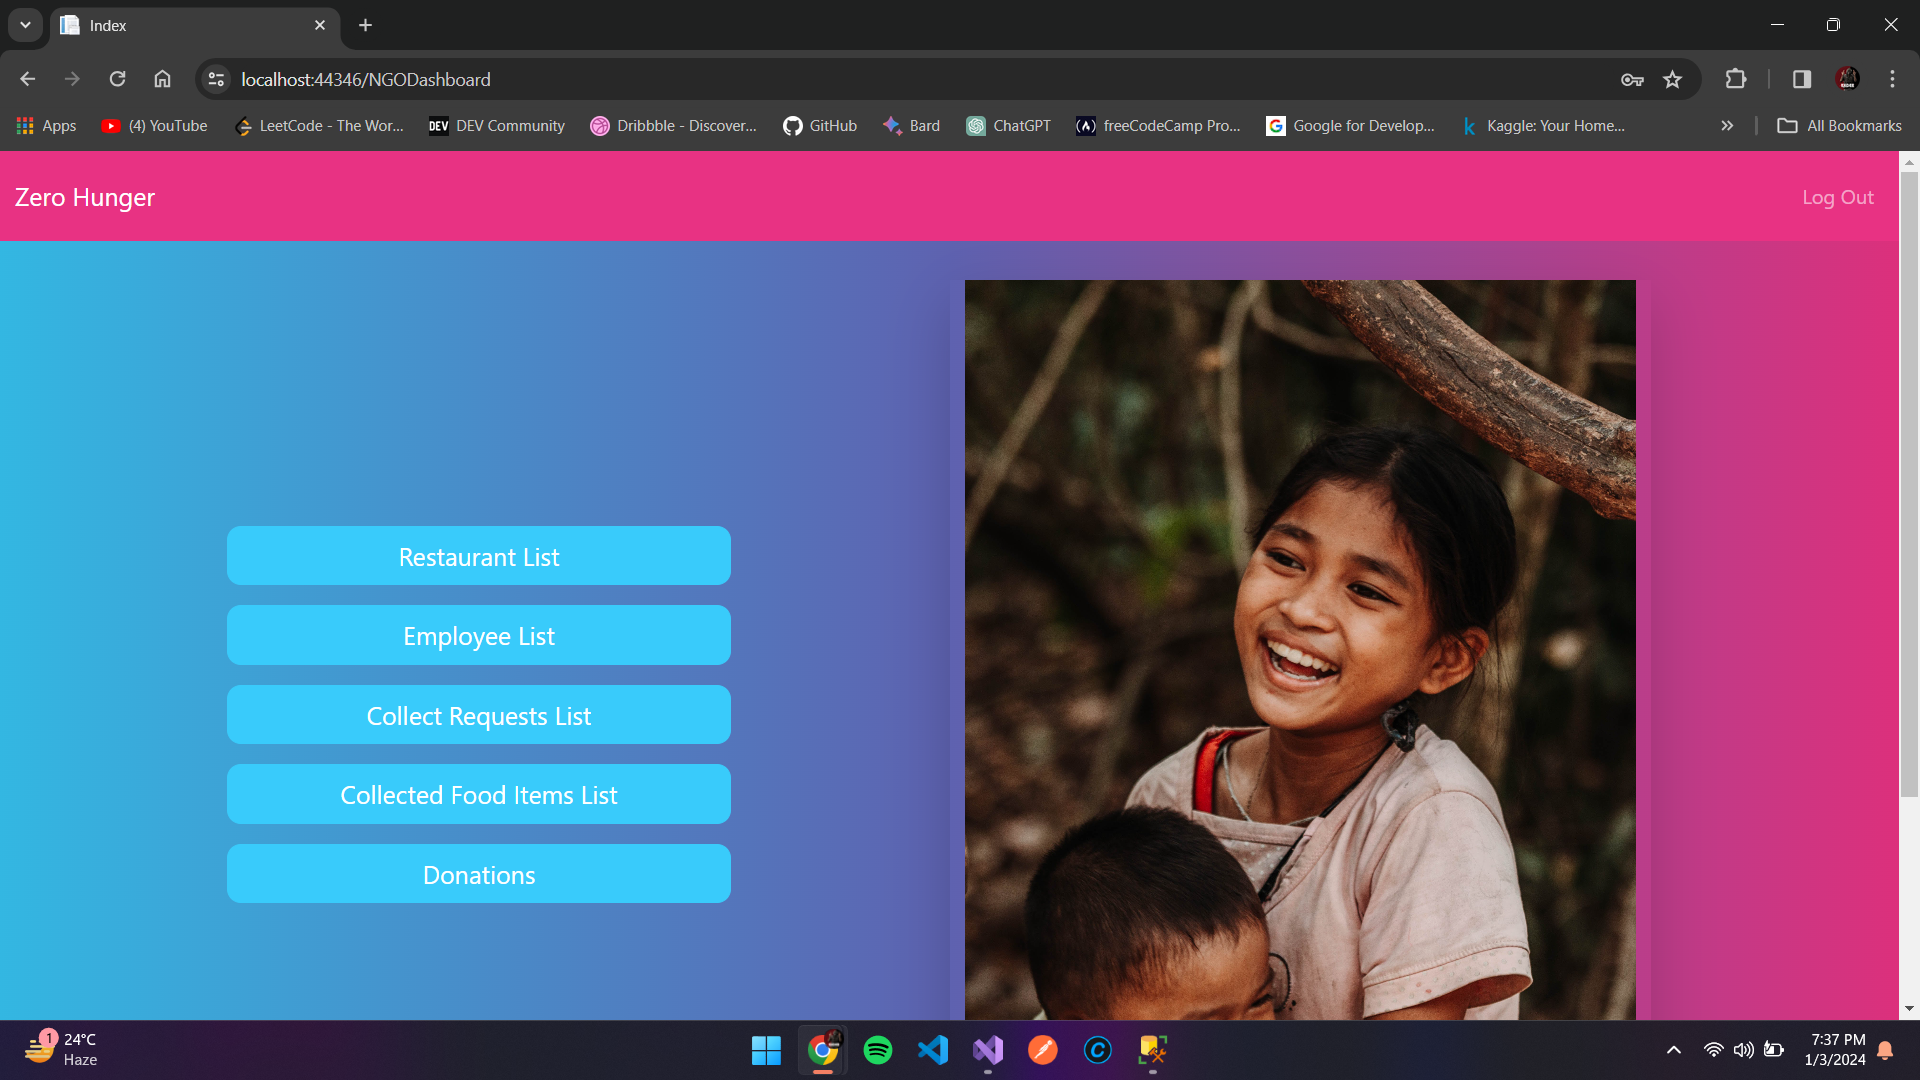 Index
localhost:44346/NGODashboard
Apps
(4) YouTube
LeetCode - The Wor...
DEV
DEV Community
Dribbble - Discover...
GitHub
Bard
ChatGPT
freeCodeCamp Pro...
Google for Develop...
Kaggle: Your Home...
All Bookmarks
Zero Hunger
Log Out
Restaurant List
Employee List
Collect Requests List
Collected Food Items List
Donations
1
24°C
Haze
7:37 PM
1/3/2024